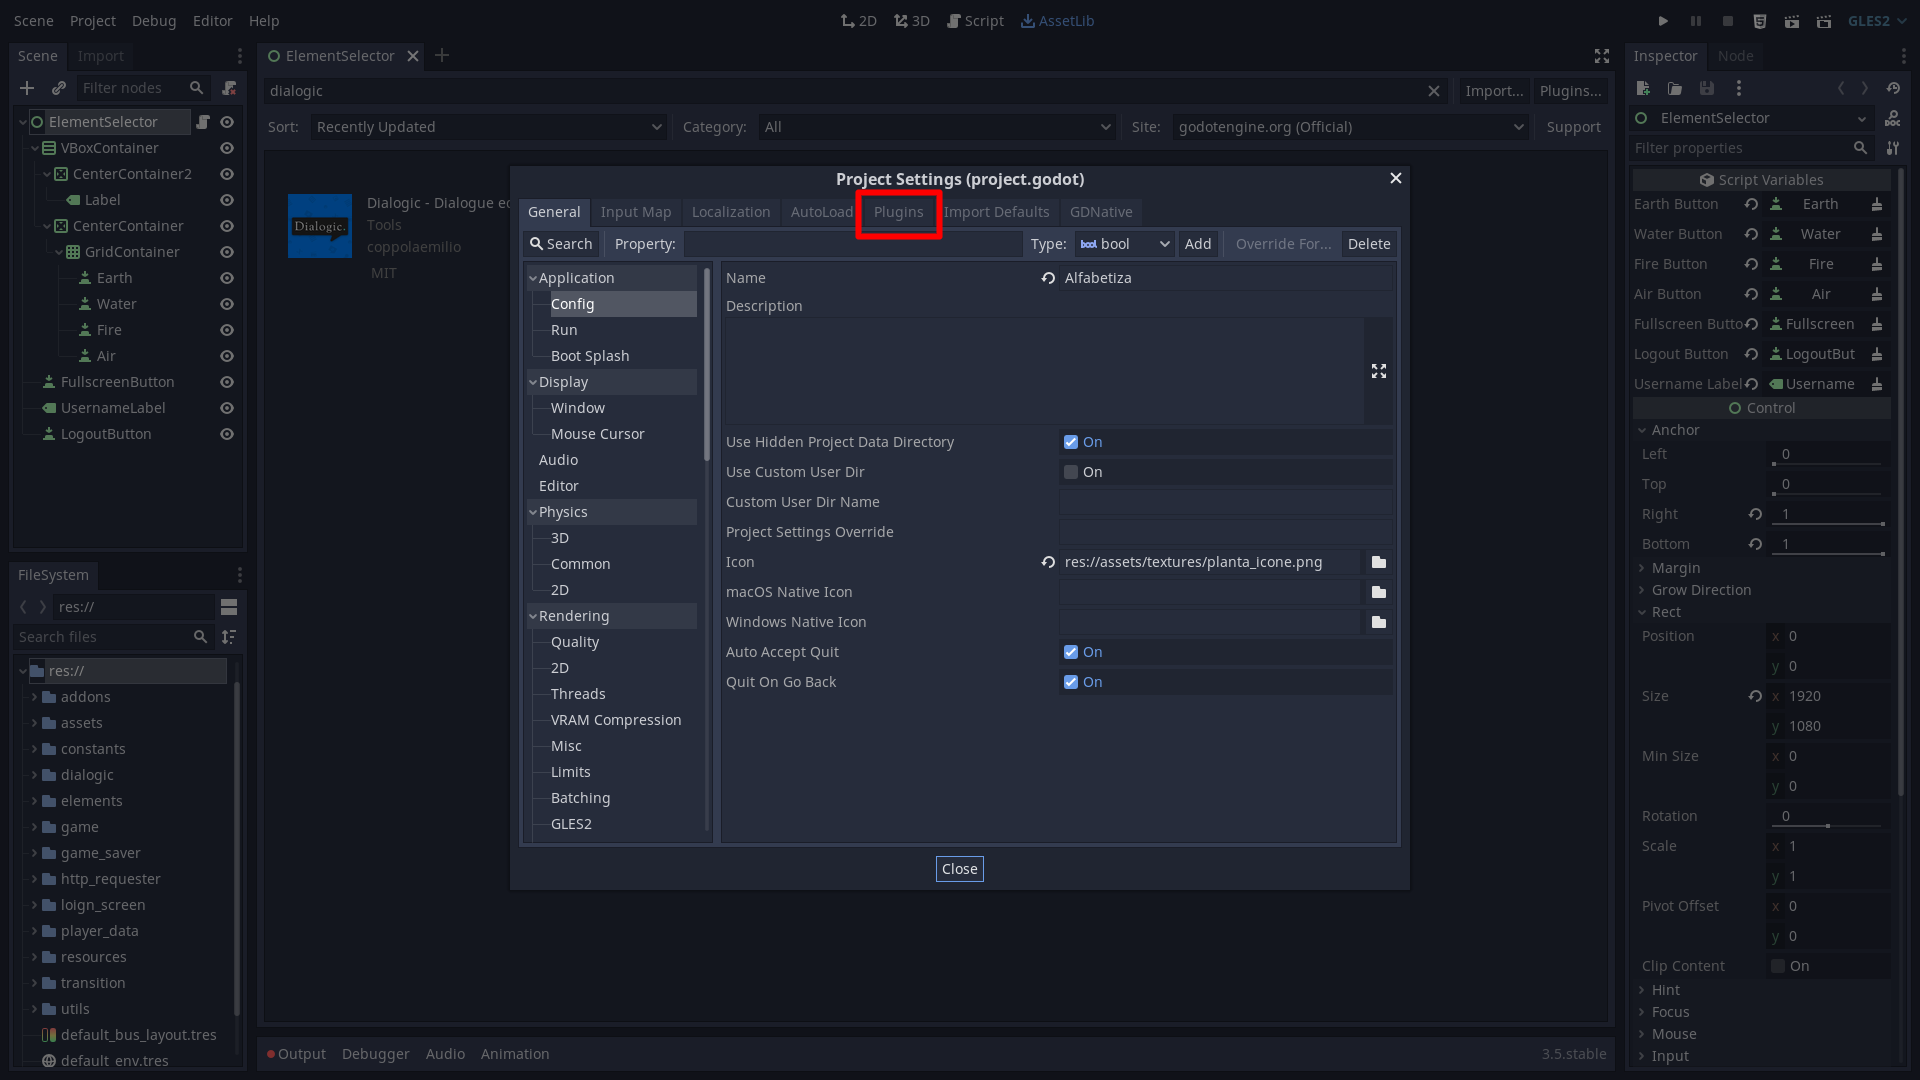 Scene Project Debug Editor Help
2D 3D Script AssetLib
GLES2
Scene Import
Filter nodes
ElementSelector
VBoxContainer
CenterContainer2
Label
CenterContainer
GridContainer
Earth
Water
Fire
Air
FullscreenButton
UsernameLabel
LogoutButton
FileSystem
res://
Search files
res://
addons
assets
constants
dialogic
elements
game
game_saver
http_requester
loign_screen
player_data
resources
transition
utils
default_bus_layout.tres
default_env.tres
ElementSelector
dialogic
Import... Plugins...
Sort: Recently Updated Category: All Site: godotengine.org (Official) Support
Dialogic.
Dialogic - Dialogue ed
Tools
coppolaemilio
MIT
Project Settings (project.godot)
General Input Map Localization AutoLoad Plugins Import Defaults GDNative
Search Property: Type: bool bool Add Override For... Delete
Application
Config
Run
Boot Splash
Display
Window
Mouse Cursor
Audio
Editor
Physics
3D
Common
2D
Rendering
Quality
2D
Threads
VRAM Compression
Misc
Limits
Batching
GLES2
Name Alfabetiza
Description
Use Hidden Project Data Directory On
Use Custom User Dir On
Custom User Dir Name
Project Settings Override
Icon res://assets/textures/planta_icone.png
macOS Native Icon
Windows Native Icon
Auto Accept Quit On
Quit On Go Back On
Close
Output Debugger Audio Animation 3.5.stable
Inspector Node
ElementSelector
Filter properties
Script Variables
Earth Button Earth
Water Button Water
Fire Button Fire
Air Button Air
Fullscreen Butto Fullscreen
Logout Button LogoutBut
Username Label Username
Control
Anchor
Left 0
Top 0
Right 1
Bottom 1
Margin
Grow Direction
Rect
Position x 0
y 0
Size x 1920
y 1080
Min Size x 0
y 0
Rotation 0
Scale x 1
y 1
Pivot Offset x 0
y 0
Clip Content On
Hint
Focus
Mouse
Input